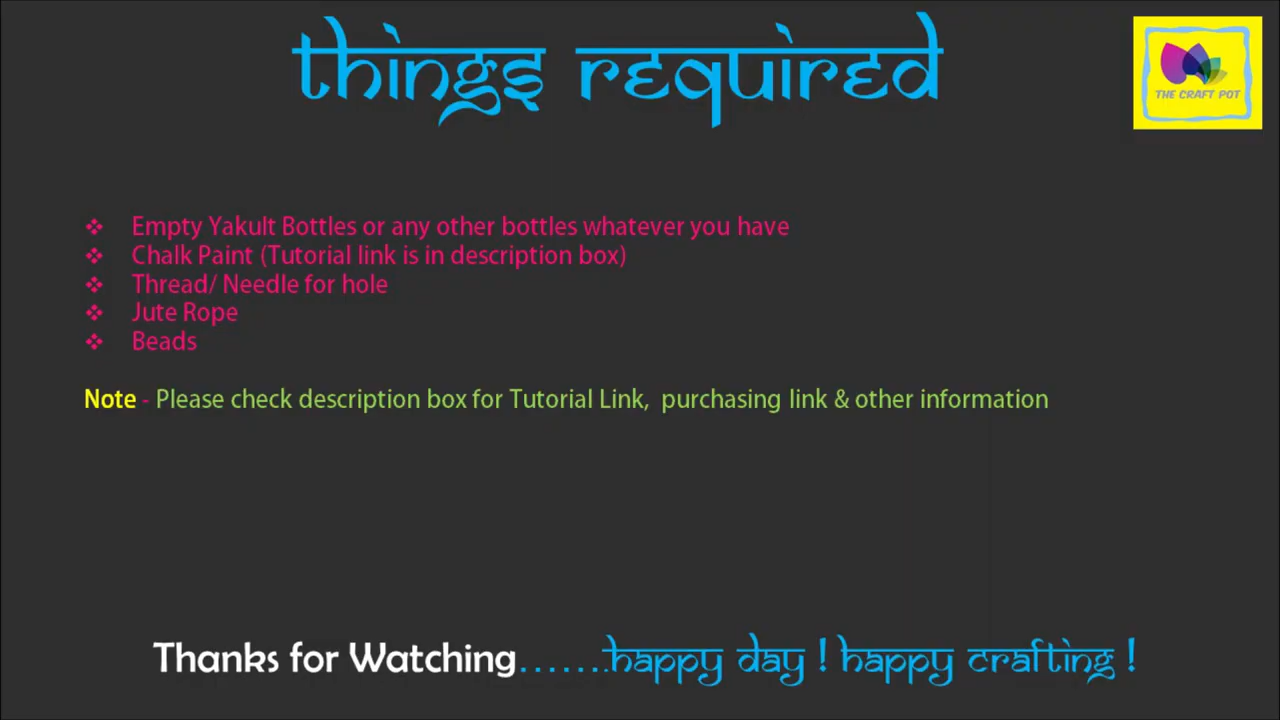 things required
THE CRAFT POT
❖ Empty Yakult Bottles or any other bottles whatever you have
❖ Chalk Paint (Tutorial link is in description box)
❖ Thread/ Needle for hole
❖ Jute Rope
❖ Beads
Note - Please check description box for Tutorial Link,  purchasing link & other information
Thanks for Watching.......happy day ! happy crafting !